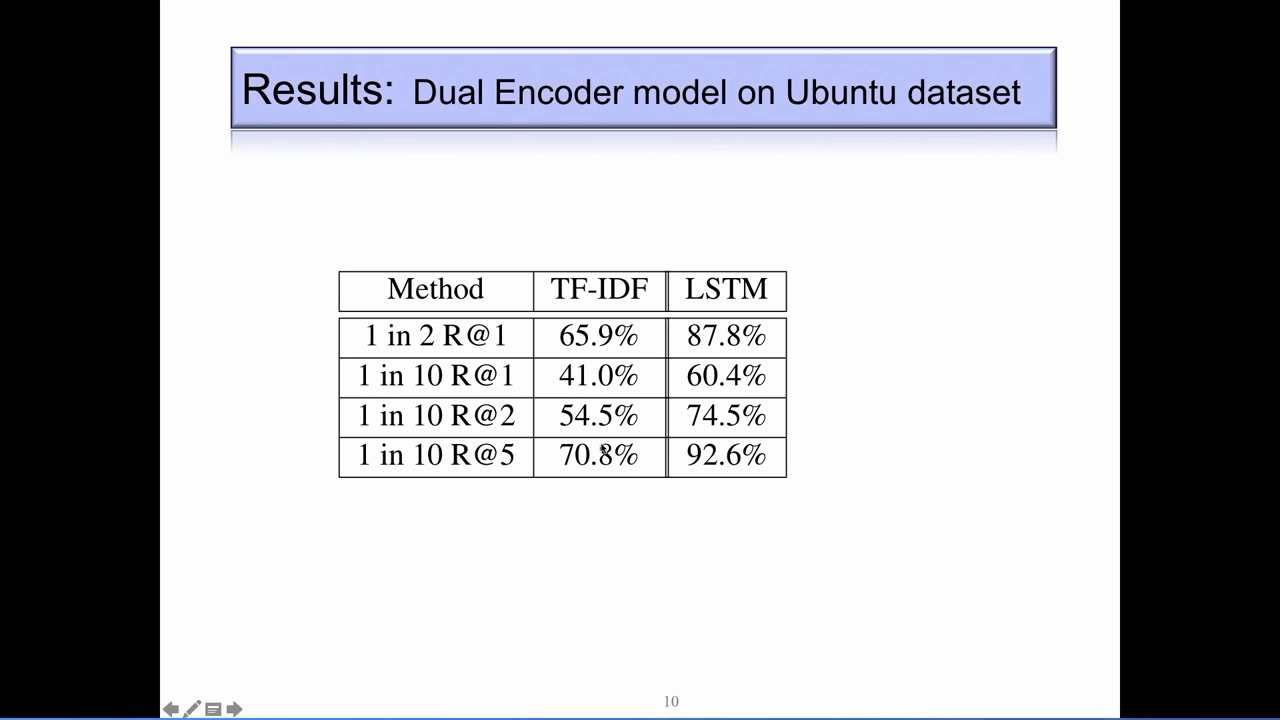 Results: Dual Encoder model on Ubuntu dataset
Method TF-IDF LSTM
1 in 2 R@1 65.9% 87.8%
1 in 10 R@1 41.0% 60.4%
1 in 10 R@2 54.5% 74.5%
1 in 10 R@5 70.8% 92.6%
10